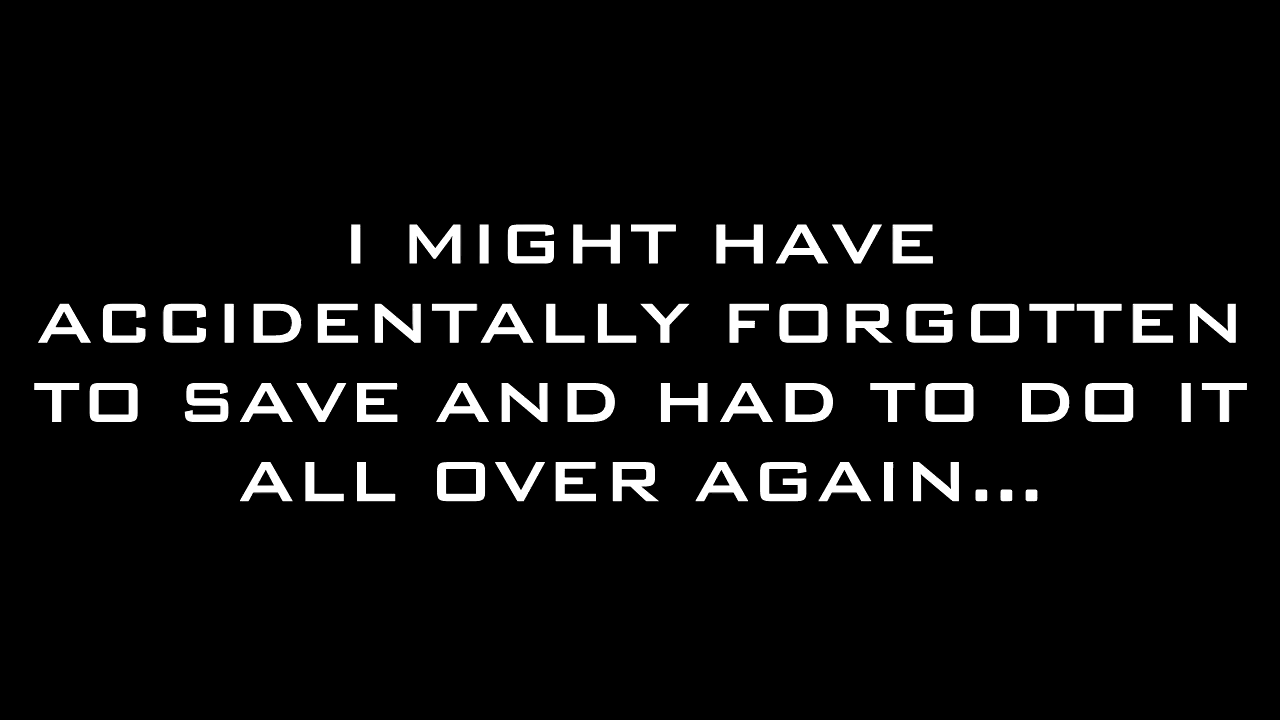 I MIGHT HAVE
ACCIDENTALLY FORGOTTEN
TO SAVE AND HAD TO DO IT
ALL OVER AGAIN...